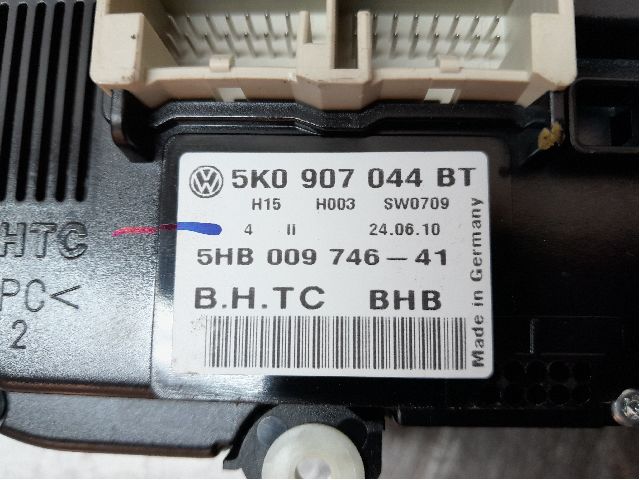 5K0 907 044 BT
H15 H003 SW0709
4 II 24.06.10
5HB 009 746-41
B.H.TC BHB
Made in Germany
HTC
PC<
2